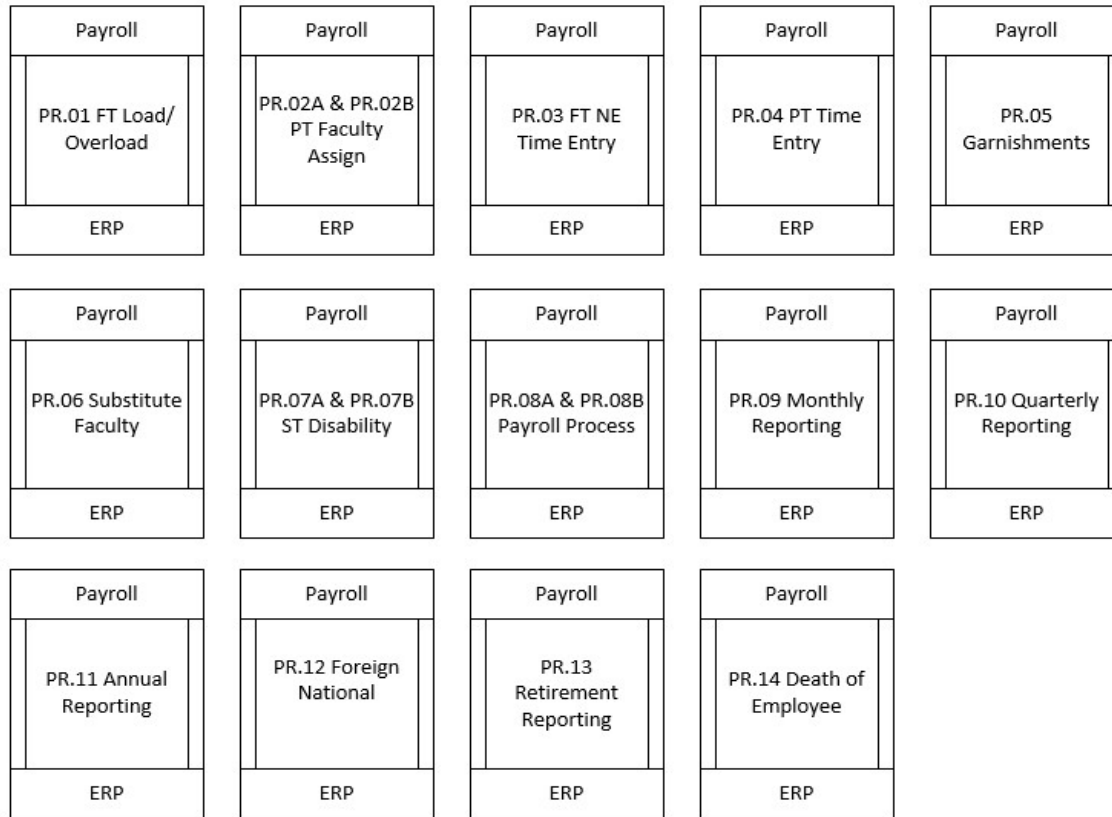 Payroll
PR.01 FT Load/
Overload
ERP
Payroll
PR.02A & PR.02B
PT Faculty
Assign
ERP
Payroll
PR.03 FT NE
Time Entry
ERP
Payroll
PR.04 PT Time
Entry
ERP
Payroll
PR.05
Garnishments
ERP
Payroll
PR.06 Substitute
Faculty
ERP
Payroll
PR.07A & PR.07B
ST Disability
ERP
Payroll
PR.08A & PR.08B
Payroll Process
ERP
Payroll
PR.09 Monthly
Reporting
ERP
Payroll
PR.10 Quarterly
Reporting
ERP
Payroll
PR.11 Annual
Reporting
ERP
Payroll
PR.12 Foreign
National
ERP
Payroll
PR.13
Retirement
Reporting
ERP
Payroll
PR.14 Death of
Employee
ERP